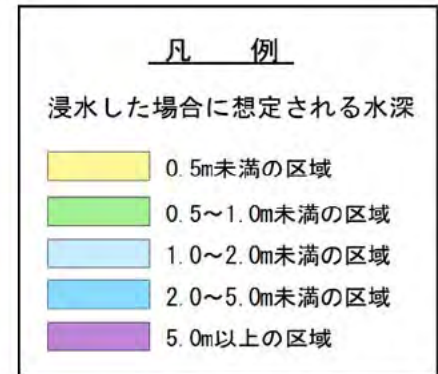 凡　例
浸水した場合に想定される水深
0.5m未満の区域
0.5～1.0m未満の区域
1.0～2.0m未満の区域
2.0～5.0m未満の区域
5.0m以上の区域